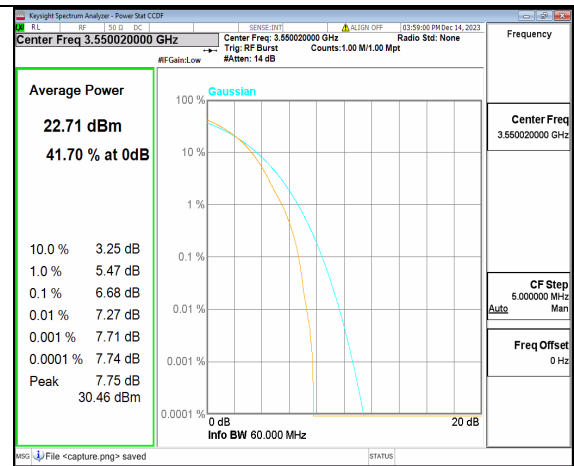 Keysight Spectrum Analyzer - Power Stat CCDF
RL RF 50 Ω DC SENSE:INT ALIGN OFF 03:59:00 PM Dec 14, 2023
Center Freq 3.550020000 GHz
Center Freq: 3.550020000 GHz Radio Std: None
Trig: RF Burst Counts:1.00 M/1.00 Mpt
#IFGain:Low #Atten: 14 dB
Frequency
Average Power
22.71 dBm
41.70 % at 0dB
10.0 % 3.25 dB
1.0 % 5.47 dB
0.1 % 6.68 dB
0.01 % 7.27 dB
0.001 % 7.71 dB
0.0001 % 7.74 dB
Peak 7.75 dB
30.46 dBm
Gaussian
100 %
10 %
1 %
0.1 %
0.01 %
0.001 %
0.0001 %
0 dB 20 dB
Info BW 60.000 MHz
Center Freq
3.550020000 GHz
CF Step
5.000000 MHz
Auto Man
Freq Offset
0 Hz
MSG File <capture.png> saved STATUS